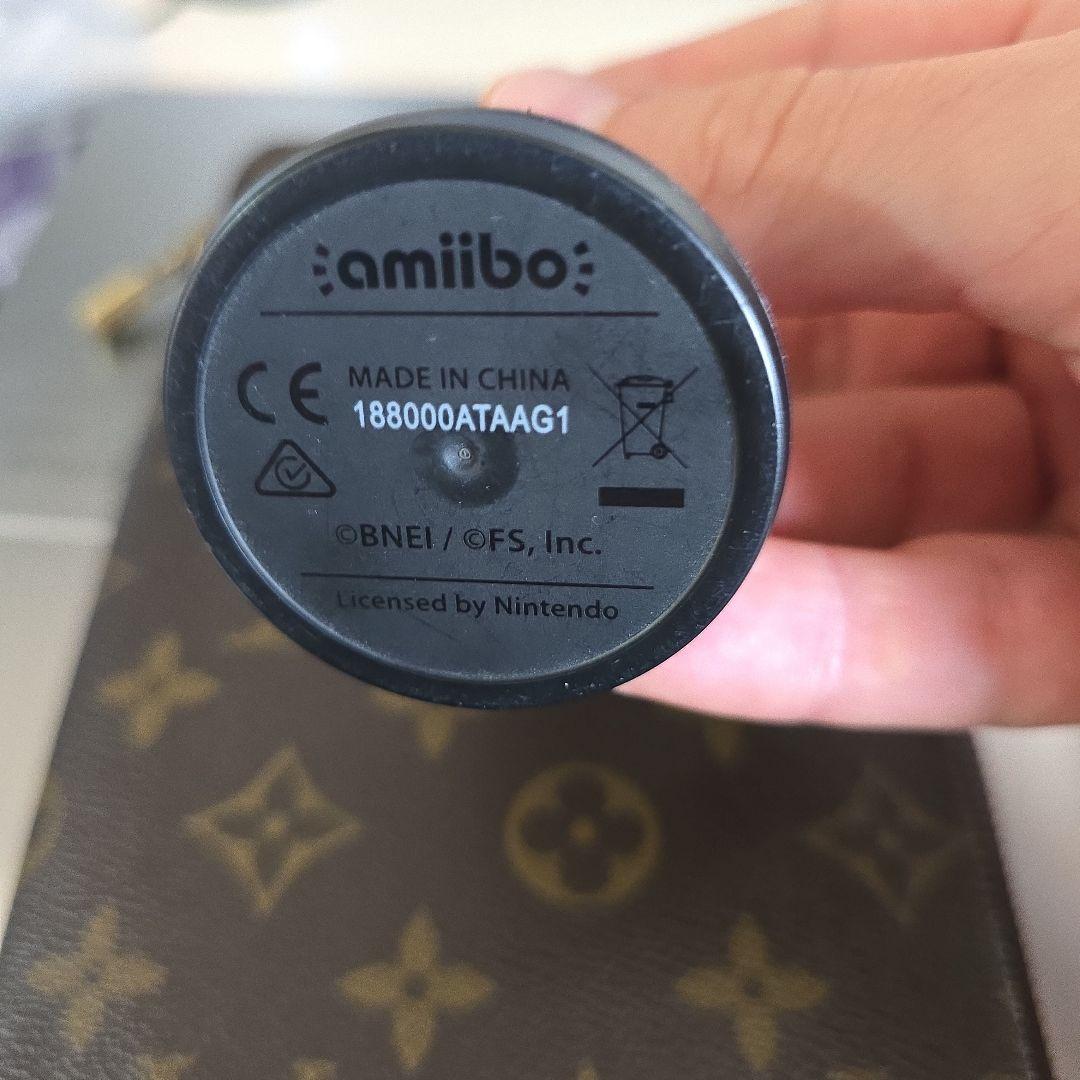 amiibo
CE MADE IN CHINA
188000ATAAG1
©BNEI / ©FS, Inc.
Licensed by Nintendo